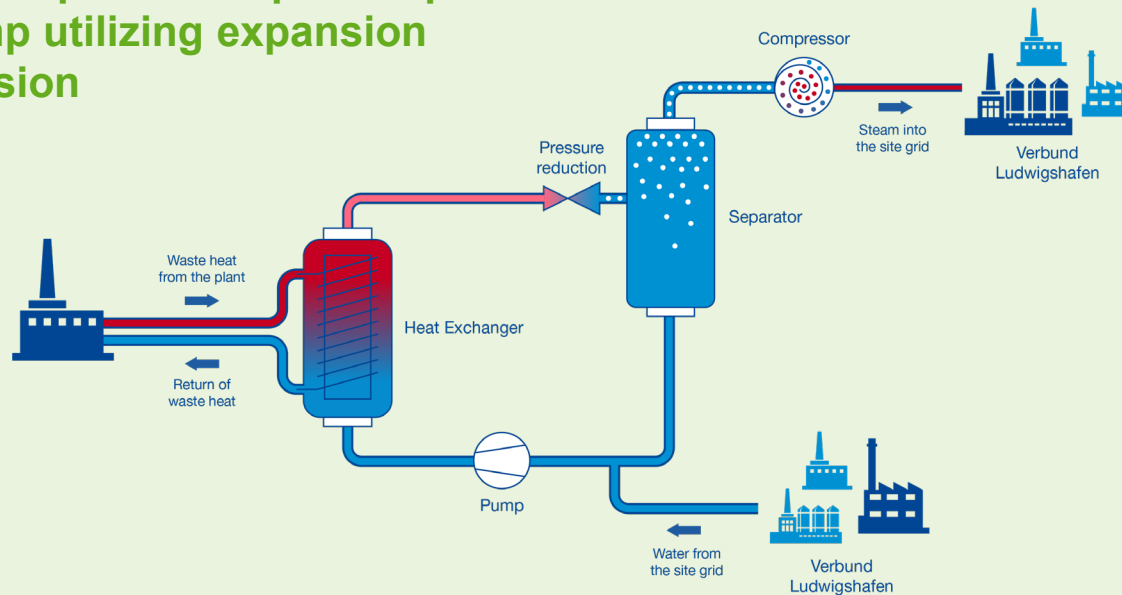 utilizing expansion
Compressor
Steam into
the site grid
Verbund
Ludwigshafen
Pressure
reduction
Separator
Waste heat
from the plant
Heat Exchanger
Return of
waste heat
Pump
Water from
the site grid
Verbund
Ludwigshafen